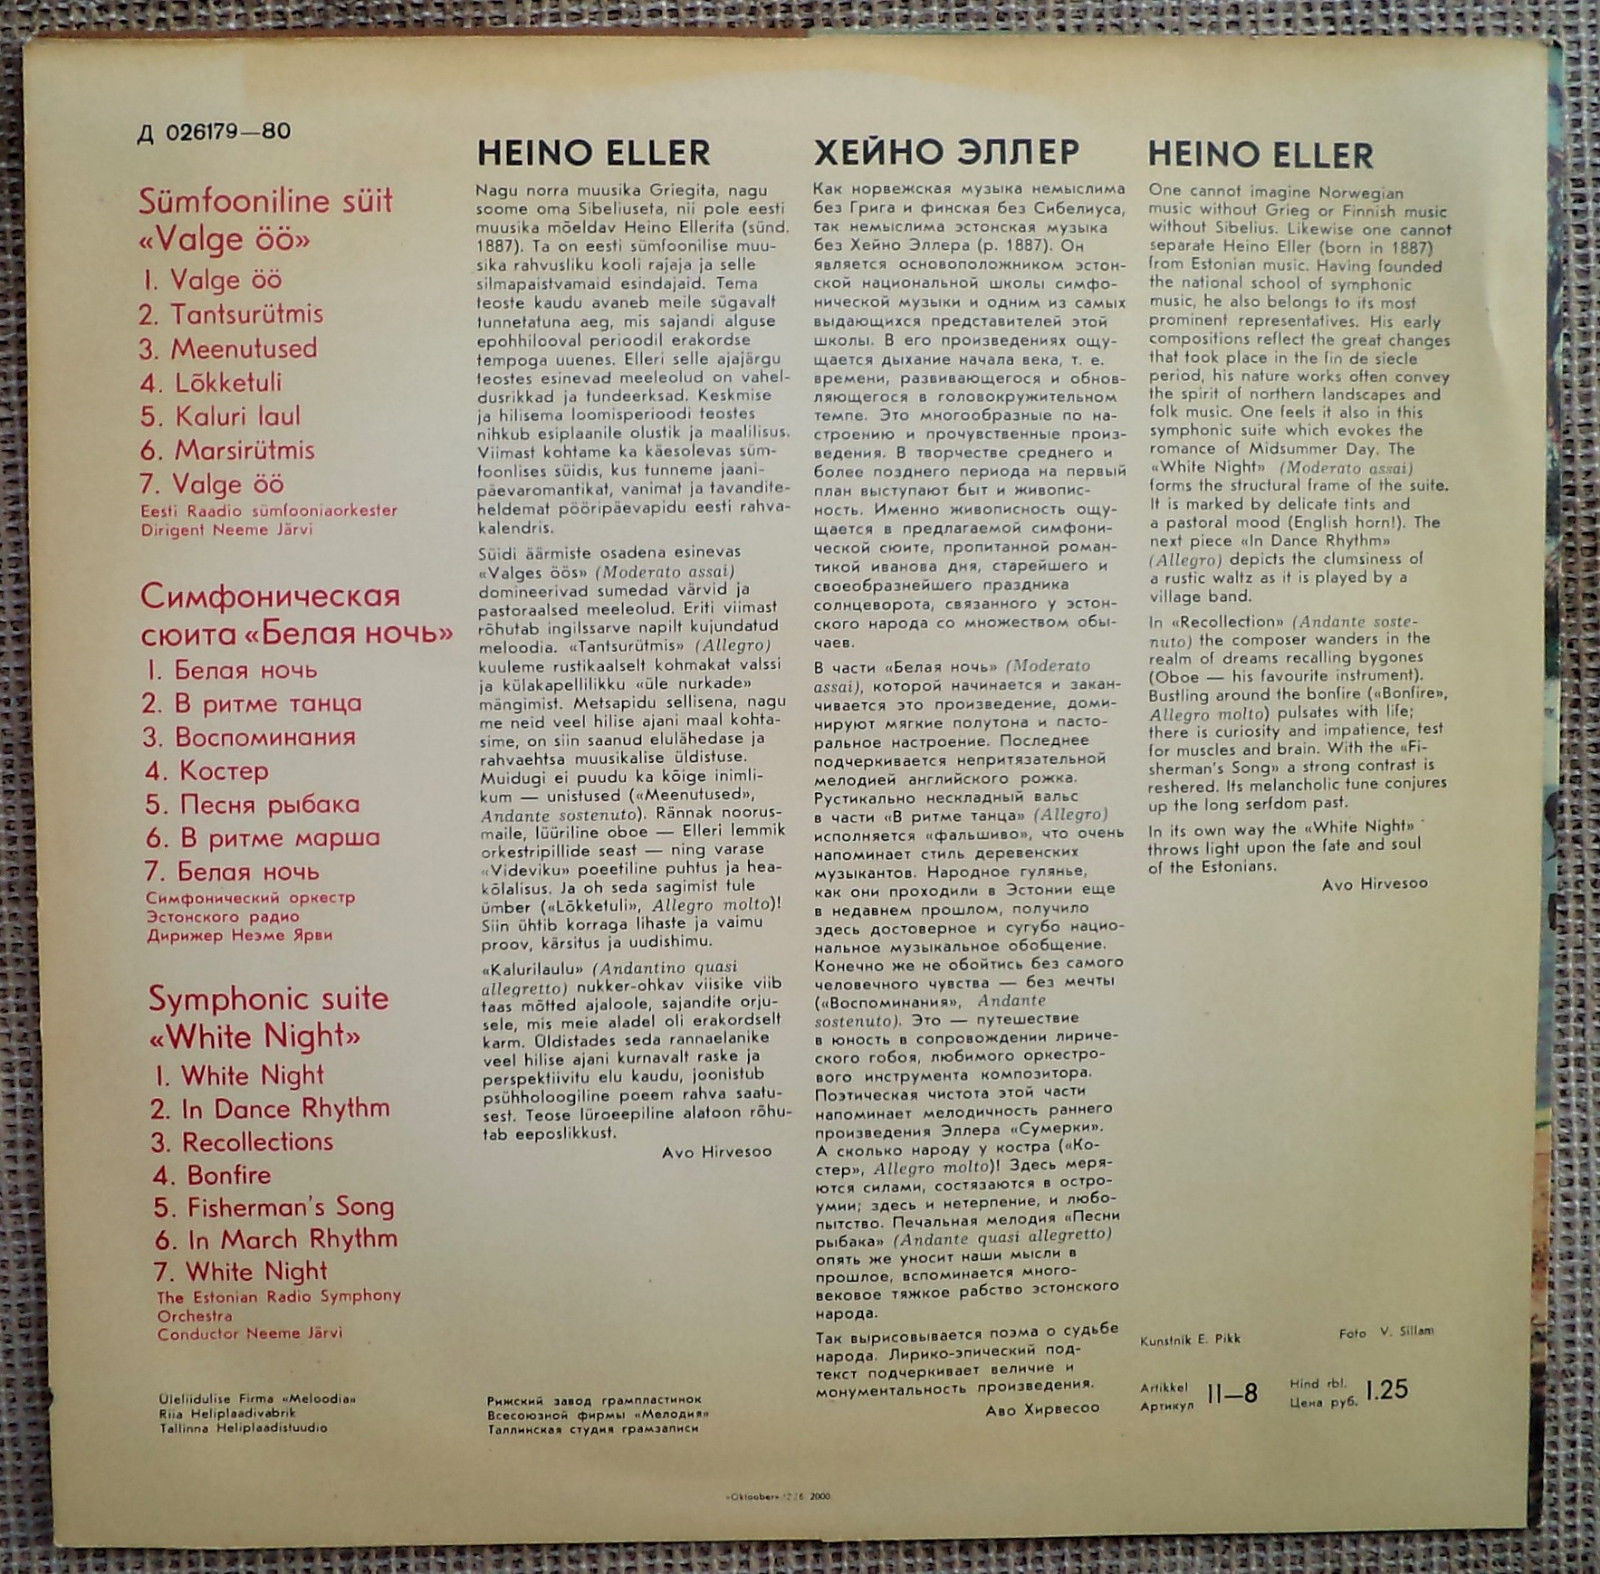 Д 026179—80
Sümfooniline süit
«Valge öö»
1. Valge öö
2. Tantsurütmis
3. Meenutused
4. Lõkketuli
5. Kaluri laul
6. Marsirütmis
7. Valge öö
Eesti Raadio sümfooniaorkester
Dirigent Neeme Järvi
Симфоническая
сюита «Белая ночь»
1. Белая ночь
2. В ритме танца
3. Воспоминания
4. Костер
5. Песня рыбака
6. В ритме марша
7. Белая ночь
Симфонический оркестр
Эстонского радио
Дирижер Неэме Ярви
Symphonic suite
«White Night»
1. White Night
2. In Dance Rhythm
3. Recollections
4. Bonfire
5. Fisherman's Song
6. In March Rhythm
7. White Night
The Estonian Radio Symphony
Orchestra
Conductor Neeme Järvi
Üleliidulise Firma «Meloodia»
Riia Heliplaadivabrik
Tallinna Heliplaadistuudio
HEINO ELLER
Nagu norra muusika Griegita, nagu
soome oma Sibeliuseta, nii pole eesti
muusika mõeldav Heino Ellerita (sünd.
1887). Ta on eesti sümfoonilise muu-
sika rahvusliku kooli rajaja ja selle
silmapaistvamaid esindajaid. Tema
teoste kaudu avaneb meile sügavalt
tunnetatuna aeg, mis sajandi alguse
epohhilooval perioodil erakordse
tempoga uuenes. Elleri selle ajajärgu
teostes esinevad meeleolud on vahel-
dusrikkad ja tundeerksad. Keskmise
ja hilisema loomisperioodi teostes
nihkub esiplaanile olustik ja maalilisus.
Viimast kohtame ka käesolevas süm-
foonlises süidis, kus tunneme jaani-
päevaromantikat, vanimat ja tavandite-
heldemat pööripäevapidu eesti rahva-
kalendris.
Süidi äärmiste osadena esinevas
«Valges öös» (Moderato assai)
domineerivad sumedad värvid ja
pastoraalsed meeleolud. Eriti viimast
rõhutab inglissarve napilt kujundatud
meloodia. «Tantsurütmis» (Allegro)
kuuleme rustikaalselt kohmakat valssi
ja külakapellilikku «üle nurkade»
mängimist. Metsapidu sellisena, nagu
me neid veel hilise ajani maal kohta-
sime, on siin saanud elulähedase ja
rahvaehtsa muusikalise üldistuse.
Muidugi ei puudu ka kõige inimli-
kum — unistused («Meenutused»,
Andante sostenuto). Rännak noorus-
maile, lüüriline oboe — Elleri lemmik
orkestripillide seast — ning varase
«Videviku» poeetiline puhtus ja hea-
kõlalisus. Ja oh seda sagimist tule
ümber («Lõkketuli», Allegro molto)!
Siin ühtib korraga lihaste ja vaimu
proov, kärsitus ja uudishimu.
«Kalurilaulu» (Andantino quasi
allegretto) nukker-ohkav viisike viib
taas mõtted ajaloole, sajandite orju-
sele, mis meie aladel oli erakordselt
karm. Üldistades seda rannaelanike
veel hilise ajani kurnavalt raske ja
perspektiivitu elu kaudu, joonistub
psühholoogiline poeem rahva saatu-
sest. Teose lüroeepiline alatoon rõhu-
tab eeposlikkust.
Avo Hirvesoo
Рижский завод грампластинок
Всесоюзной фирмы «Мелодия»
Таллинская студия грамзаписи
ХЕЙНО ЭЛЛЕР
Как норвежская музыка немыслима
без Грига и финская без Сибелиуса,
так немыслима эстонская музыка
без Хейно Эллера (р. 1887). Он
является основоположником эстон-
ской национальной школы симфо-
нической музыки и одним из самых
выдающихся представителей этой
школы. В его произведениях ощу-
щается дыхание начала века, т. е.
времени, развивающегося и обнов-
ляющегося в головокружительном
темпе. Это многообразные по на-
строению и прочувственные произ-
ведения. В творчестве среднего и
более позднего периода на первый
план выступают быт и живопис-
ность. Именно живописность ощу-
щается в предлагаемой симфони-
ческой сюите, пропитанной роман-
тикой иванова дня, старейшего и
своеобразнейшего праздника
солнцеворота, связанного у эстон-
ского народа со множеством обы-
чаев.
В части «Белая ночь» (Moderato
assai), которой начинается и закан-
чивается это произведение, доми-
нируют мягкие полутона и пасто-
ральное настроение. Последнее
подчеркивается непритязательной
мелодией английского рожка.
Рустикально нескладный вальс
в части «В ритме танца» (Allegro)
исполняется «фальшиво», что очень
напоминает стиль деревенских
музыкантов. Народное гулянье,
как они проходили в Эстонии еще
в недавнем прошлом, получило
здесь достоверное и сугубо нацио-
нальное музыкальное обобщение.
Конечно же не обойтись без самого
человечного чувства — без мечты
(«Воспоминания», Andante
sostenuto). Это — путешествие
в юность в сопровождении лириче-
ского гобоя, любимого оркестро-
вого инструмента композитора.
Поэтическая чистота этой части
напоминает мелодичность раннего
произведения Эллера «Сумерки».
А сколько народу у костра («Ко-
стер», Allegro molto)! Здесь меря-
ются силами, состязаются в остро-
умии; здесь и нетерпение, и любо-
пытство. Печальная мелодия «Песни
рыбака» (Andante quasi allegretto)
опять же уносит наши мысли в
прошлое, вспоминается много-
вековое тяжкое рабство эстонского
народа.
Так вырисовывается поэма о судьбе
народа. Лирико-эпический под-
текст подчеркивает величие и
монументальность произведения.
Аво Хирвесоо
HEINO ELLER
One cannot imagine Norwegian
music without Grieg or Finnish music
without Sibelius. Likewise one cannot
separate Heino Eller (born in 1887)
from Estonian music. Having founded
the national school of symphonic
music, he also belongs to its most
prominent representatives. His early
compositions reflect the great changes
that took place in the fin de siecle
period, his nature works often convey
the spirit of northern landscapes and
folk music. One feels it also in this
symphonic suite which evokes the
romance of Midsummer Day. The
«White Night» (Moderato assai)
forms the structural frame of the suite.
It is marked by delicate tints and
a pastoral mood (English horn!). The
next piece «In Dance Rhythm»
(Allegro) depicts the clumsiness of
a rustic waltz as it is played by a
village band.
In «Recollection» (Andante soste-
nuto) the composer wanders in the
realm of dreams recalling bygones
(Oboe — his favourite instrument).
Bustling around the bonfire («Bonfire»,
Allegro molto) pulsates with life;
there is curiosity and impatience, test
for muscles and brain. With the «Fi-
sherman's Song» a strong contrast is
reshered. Its melancholic tune conjures
up the long serfdom past.
In its own way the «White Night»
throws light upon the fate and soul
of the Estonians.
Avo Hirvesoo
Kunstnik E. Pikk
Foto V. Sillam
Artikkel
Артикул
11—8
Hind rbl.
Цена руб.
1.25
«Oktoober» 2000